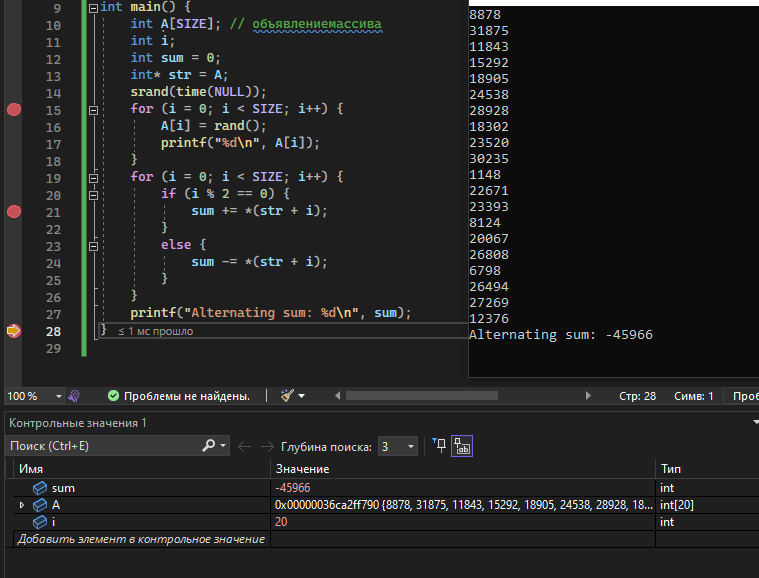 9 int main() {
10 int A[SIZE]; // объявлениемассива
11 int i;
12 int sum = 0;
13 int* str = A;
14 srand(time(NULL));
15 for (i = 0; i < SIZE; i++) {
16 A[i] = rand();
17 printf("%d\n", A[i]);
18 }
19 for (i = 0; i < SIZE; i++) {
20 if (i % 2 == 0) {
21 sum += *(str + i);
22 }
23 else {
24 sum -= *(str + i);
25 }
26 }
27 printf("Alternating sum: %d\n", sum);
28 } ≤ 1 мс прошло
29
8878
31875
11843
15292
18905
24538
28928
18302
23520
30235
1148
22671
23393
8124
20067
26808
6798
26494
27269
12376
Alternating sum: -45966
100 % Проблемы не найдены. Стр: 28 Симв: 1 Проб
Контрольные значения 1
Поиск (Ctrl+E) Глубина поиска: 3
Имя Значение Тип
sum -45966 int
A 0x00000036ca2ff790 {8878, 31875, 11843, 15292, 18905, 24538, 28928, 18... int[20]
i 20 int
Добавить элемент в контрольное значение